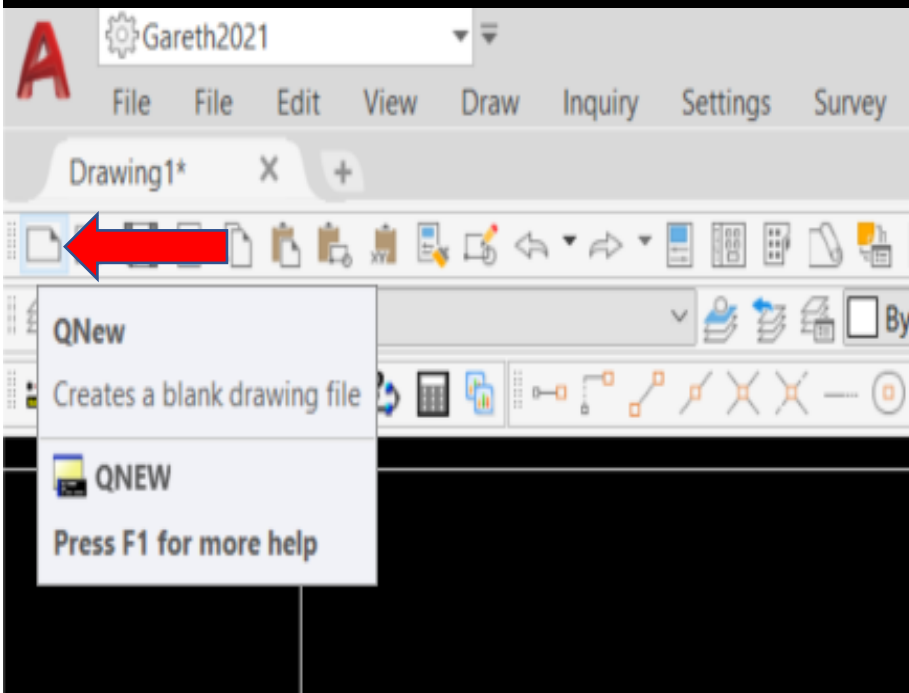 Gareth2021
File File Edit View Draw Inquiry Settings Survey
Drawing1*
By
QNew
Creates a blank drawing file
QNEW
Press F1 for more help